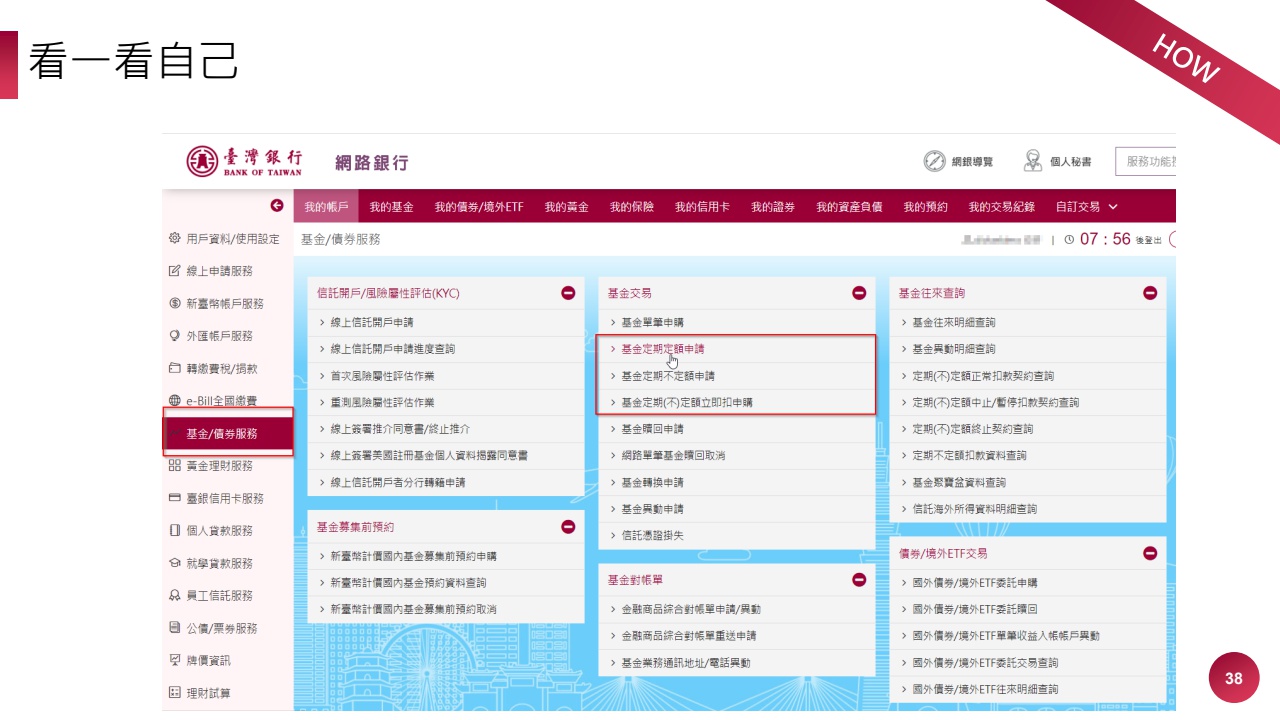 看一看自己
HOW
臺灣銀行
BANK OF TAIWAN
網路銀行
網銀導覽
個人秘書
服務功能
我的帳戶 我的基金 我的債券/境外ETF 我的黃金 我的保險 我的信用卡 我的證券 我的資產負債 我的預約 我的交易紀錄 自訂交易
基金/債券服務
07：56 後登出
用戶資料/使用設定
線上申請服務
新臺幣帳戶服務
外匯帳戶服務
轉繳費稅/捐款
e-Bill全國繳費
基金/債券服務
黃金理財服務
臺銀信用卡服務
個人貸款服務
就學貸款服務
員工信託服務
公債/票券服務
牌價資訊
理財試算
信託開戶/風險屬性評估(KYC)
線上信託開戶申請
線上信託開戶申請進度查詢
首次風險屬性評估作業
重測風險屬性評估作業
線上簽署推介同意書/終止推介
線上簽署美國註冊基金個人資料揭露同意書
線上信託開戶者分行轉籍申請
基金募集前預約
新臺幣計價國內基金募集前預約申購
新臺幣計價國內基金預約資料查詢
新臺幣計價國內基金募集前預約取消
基金交易
基金單筆申購
基金定期定額申請
基金定期不定額申請
基金定期(不)定額立即扣申購
基金贖回申請
網路單筆基金贖回取消
基金轉換申請
基金異動申請
信託憑證掛失
基金對帳單
金融商品綜合對帳單申請/異動
金融商品綜合對帳單重送申請
基金業務通訊地址/電話異動
基金往來查詢
基金往來明細查詢
基金異動明細查詢
定期(不)定額正常扣款契約查詢
定期(不)定額中止/暫停扣款契約查詢
定期(不)定額終止契約查詢
定期不定額扣款資料查詢
基金聚寶盆資料查詢
信託海外所得資料明細查詢
債券/境外ETF交易
國外債券/境外ETF委託申購
國外債券/境外ETF委託贖回
國外債券/境外ETF單筆收益入帳帳戶異動
國外債券/境外ETF委託交易查詢
國外債券/境外ETF往來明細查詢
38